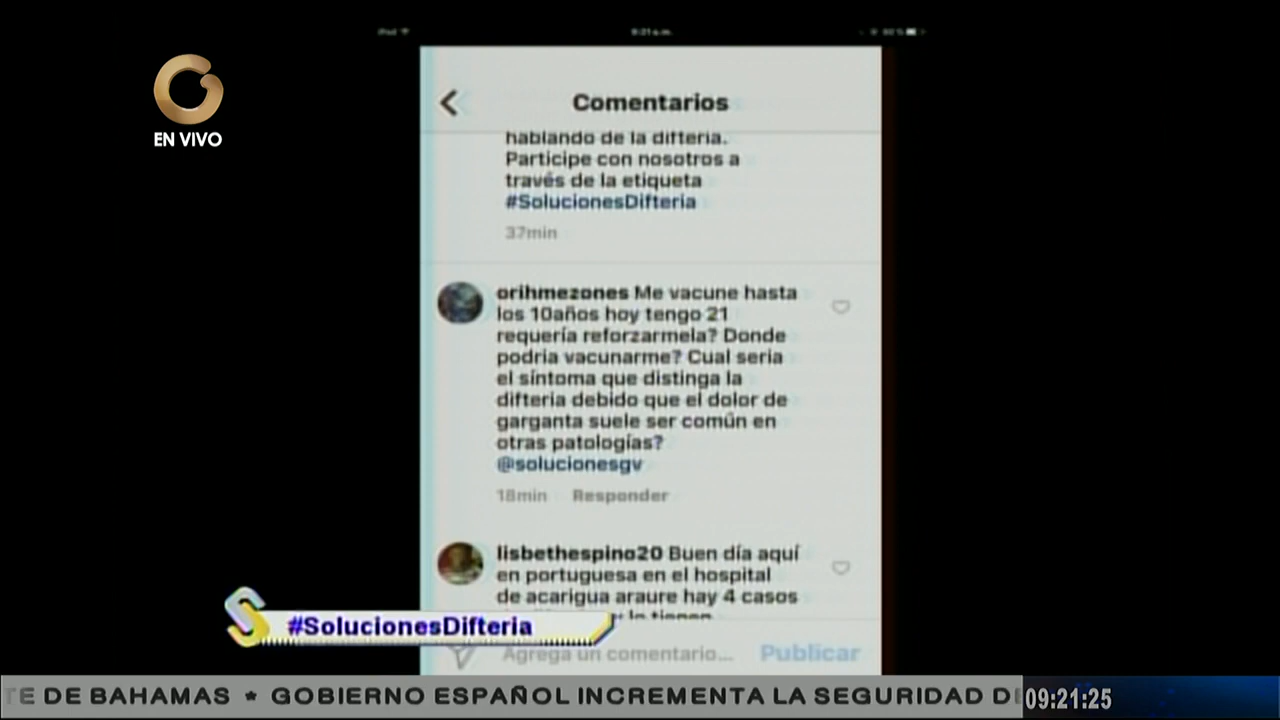 EN VIVO
Comentarios
hablando de la difteria.
Participe con nosotros a
través de la etiqueta
#SolucionesDifteria
37min
orihmezones Me vacune hasta
los 10años hoy tengo 21
requería reforzarmela? Donde
podria vacunarme? Cual seria
el síntoma que distinga la
difteria debido que el dolor de
garganta suele ser común en
otras patologías?
@solucionesgv
18min Responder
lisbethespino20 Buen día aquí
en portuguesa en el hospital
de acarigua araure hay 4 casos
#SolucionesDifteria
Agrega un comentario... Publicar
TE DE BAHAMAS * GOBIERNO ESPAÑOL INCREMENTA LA SEGURIDAD D
09:21:25